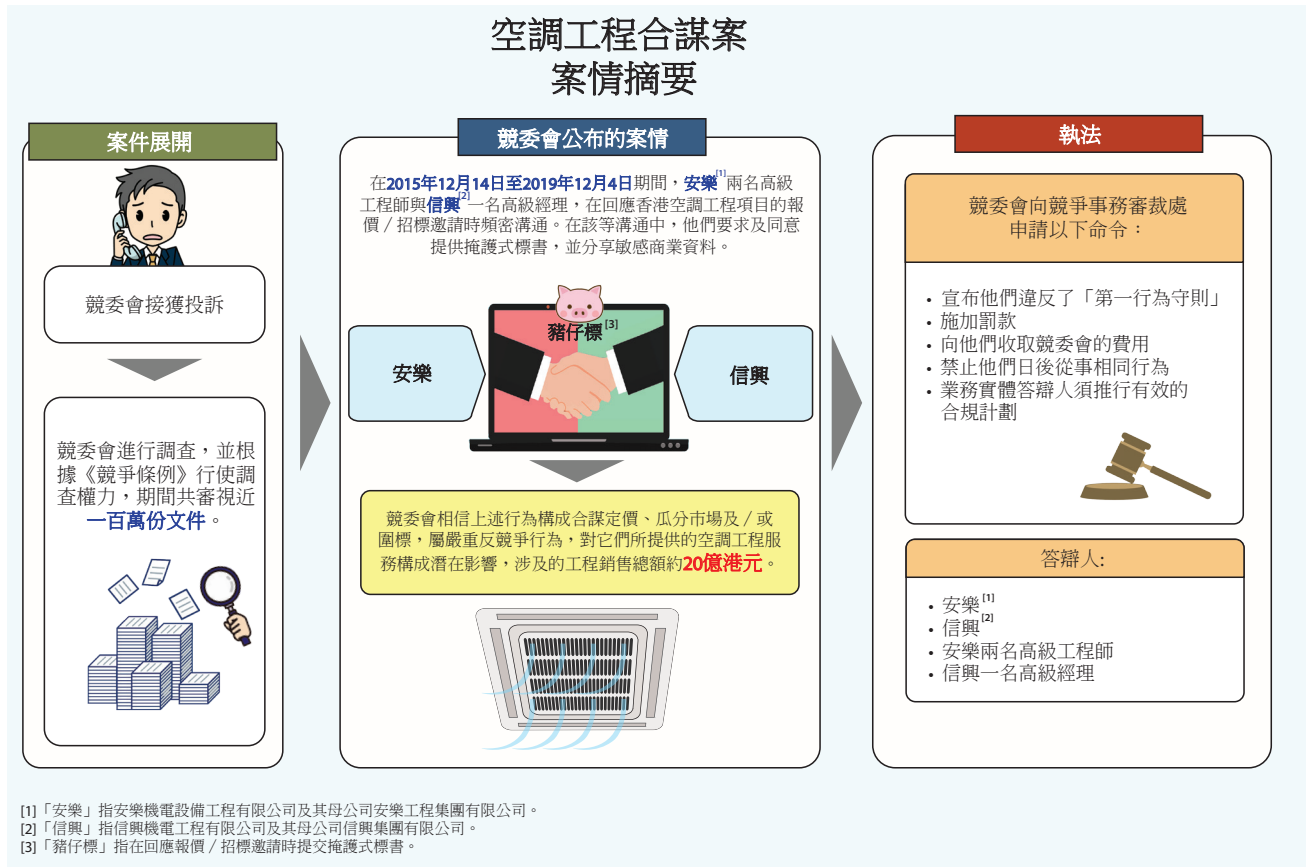 空調工程合謀案
案情摘要
案件展開
競委會接獲投訴
競委會進行調查，並根
據《競爭條例》行使調
查權力，期間共審視近
一百萬份文件。
競委會公布的案情
在2015年12月14日至2019年12月4日期間，安樂[1]兩名高級
工程師與信興[2]一名高級經理，在回應香港空調工程項目的報
價／招標邀請時頻密溝通。在該等溝通中，他們要求及同意
提供掩護式標書，並分享敏感商業資料。
豬仔標[3]
安樂
信興
競委會相信上述行為構成合謀定價、瓜分市場及／或
圍標，屬嚴重反競爭行為，對它們所提供的空調工程服
務構成潛在影響，涉及的工程銷售總額約20億港元。
執法
競委會向競爭事務審裁處
申請以下命令：
• 宣布他們違反了「第一行為守則」
• 施加罰款
• 向他們收取競委會的費用
• 禁止他們日後從事相同行為
• 業務實體答辯人須推行有效的
合規計劃
答辯人:
• 安樂[1]
• 信興[2]
• 安樂兩名高級工程師
• 信興一名高級經理
[1]「安樂」指安樂機電設備工程有限公司及其母公司安樂工程集團有限公司。
[2]「信興」指信興機電工程有限公司及其母公司信興集團有限公司。
[3]「豬仔標」指在回應報價／招標邀請時提交掩護式標書。